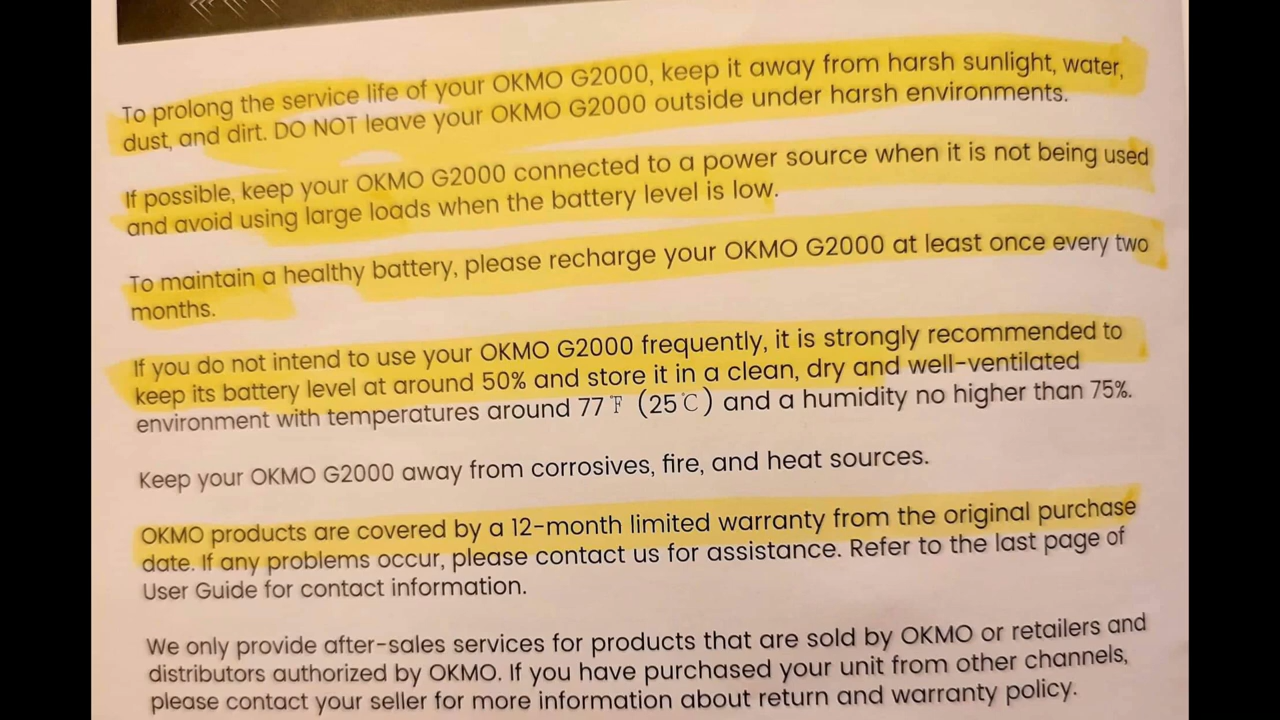 To prolong the service life of your OKMO G2000, keep it away from harsh sunlight, water,
dust, and dirt. DO NOT leave your OKMO G2000 outside under harsh environments.
If possible, keep your OKMO G2000 connected to a power source when it is not being used
and avoid using large loads when the battery level is low.
To maintain a healthy battery, please recharge your OKMO G2000 at least once every two
months.
If you do not intend to use your OKMO G2000 frequently, it is strongly recommended to
keep its battery level at around 50% and store it in a clean, dry and well-ventilated
environment with temperatures around 77℉ (25℃) and a humidity no higher than 75%.
Keep your OKMO G2000 away from corrosives, fire, and heat sources.
OKMO products are covered by a 12-month limited warranty from the original purchase
date. If any problems occur, please contact us for assistance. Refer to the last page of
User Guide for contact information.
We only provide after-sales services for products that are sold by OKMO or retailers and
distributors authorized by OKMO. If you have purchased your unit from other channels,
please contact your seller for more information about return and warranty policy.